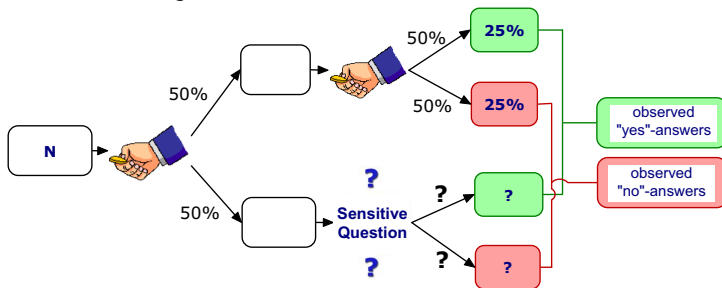 50%
25%
50%
50%
25%
observed
"yes"-answers
N
observed
"no"-answers
?
50%
?
?
Sensitive
Question
?
?
?
?